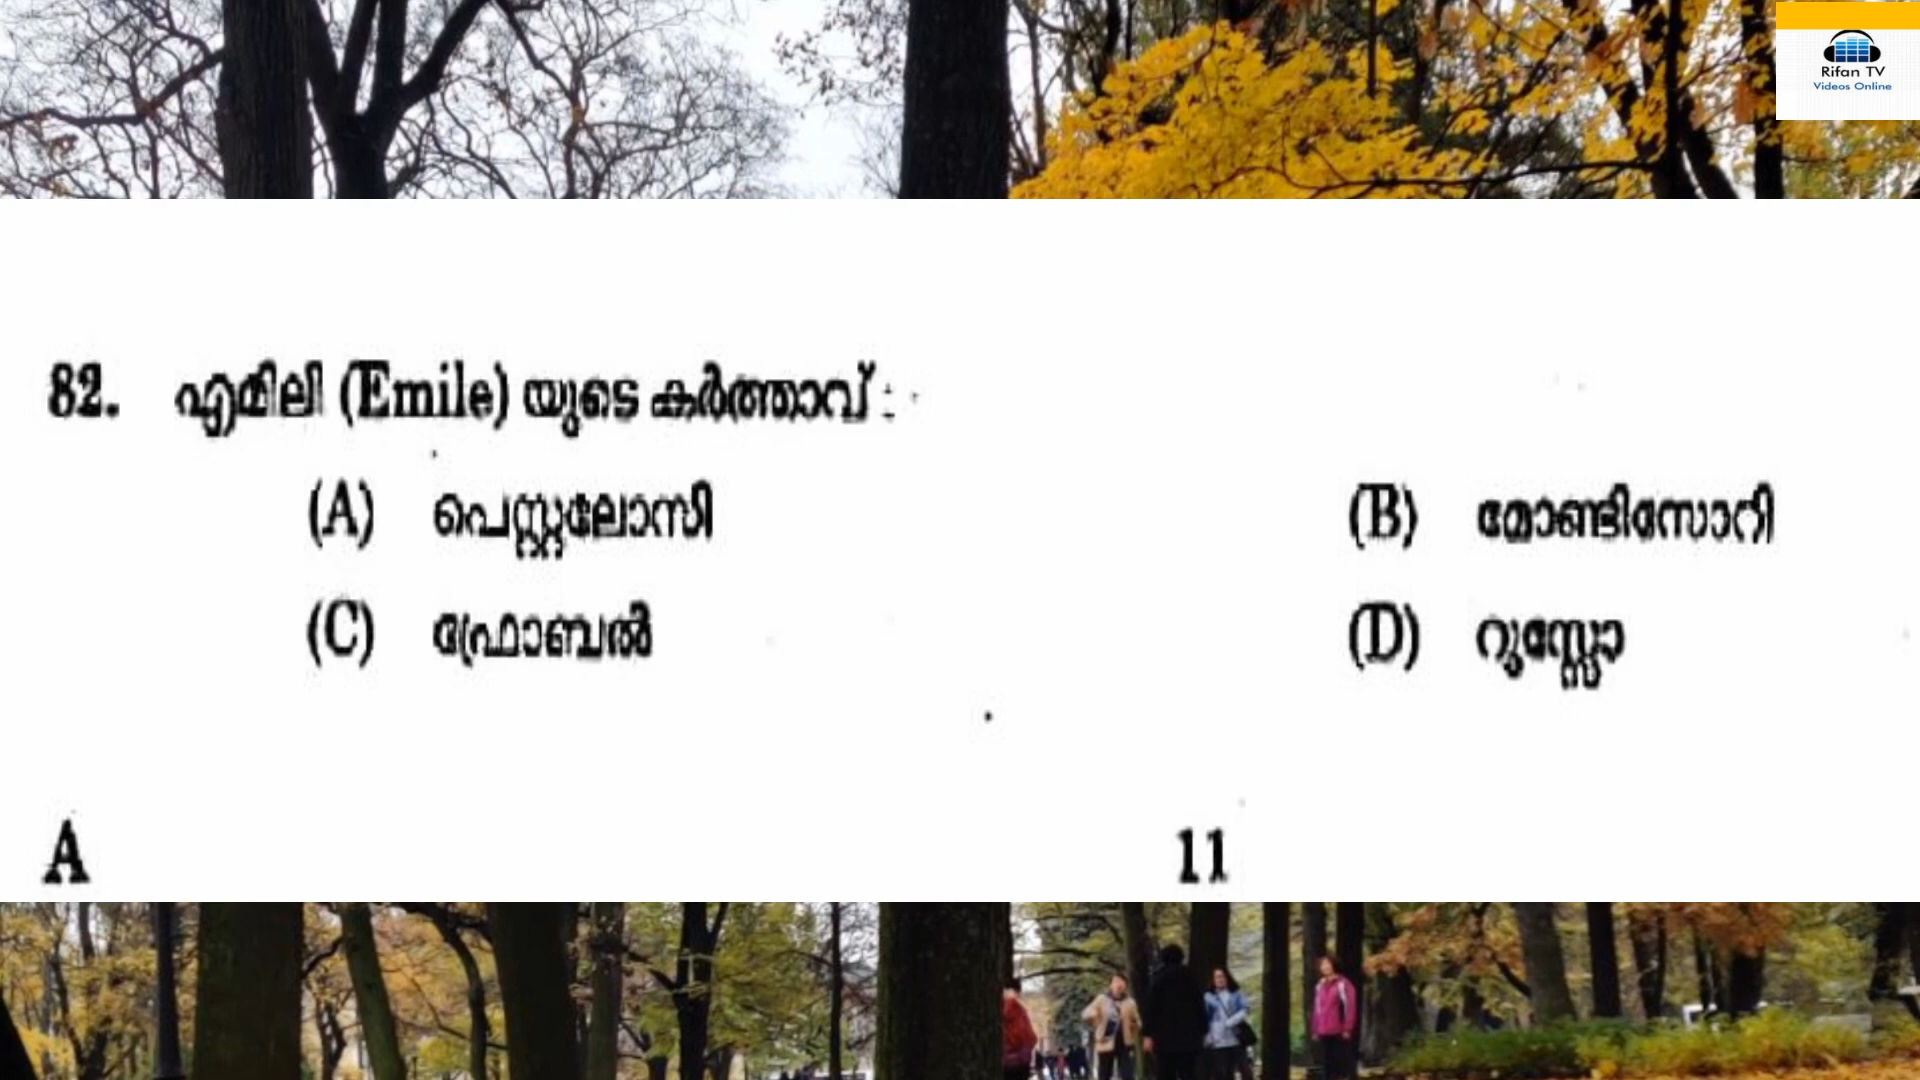 Rifan TV
Videos Online
82. എമിലി (Emile) യുടെ കർത്താവ് :
(A) പെസ്റ്റലോസി (B) മോണ്ടിസോറി
(C) ഫ്രോബൽ (D) റൂസ്സോ
A 11